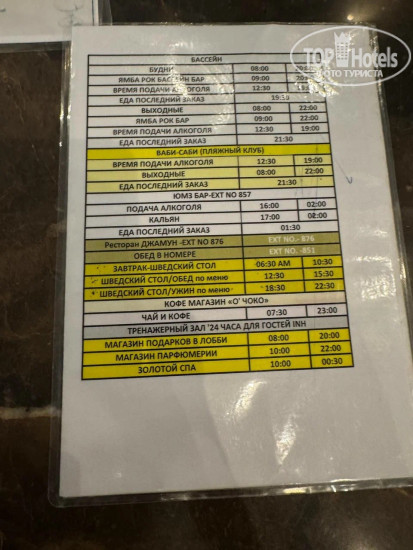 TOP Hotels
ФОТО ТУРИСТА
БАССЕЙН
БУДНИ 08:00 20:00
ЯМБА РОК БАССЕЙН БАР 09:00
ВРЕМЯ ПОДАЧИ АЛКОГОЛЯ 12:30 19:00
ЕДА ПОСЛЕДНИЙ ЗАКАЗ 19:30
ВЫХОДНЫЕ 08:00 22:00
ЯМБА РОК БАР 09:00 22:00
ВРЕМЯ ПОДАЧИ АЛКОГОЛЯ 12:30 19:00
ЕДА ПОСЛЕДНИЙ ЗАКАЗ 21:30
ВАБИ-САБИ (ПЛЯЖНЫЙ КЛУБ)
ВРЕМЯ ПОДАЧИ АЛКОГОЛЯ 12:30 19:00
ВЫХОДНЫЕ 08:00 22:00
ЕДА ПОСЛЕДНИЙ ЗАКАЗ 21:30
ЮМЗ БАР-EXT NO 857
ПОДАЧА АЛКОГОЛЯ 16:00 02:00
КАЛЬЯН 17:00 02:00
ЕДА ПОСЛЕДНИЙ ЗАКАЗ 01:30
Ресторан ДЖАМУН -EXT NO 876 EXT NO.- 876
ОБЕД В НОМЕРЕ EXT NO. -851
ЗАВТРАК-ШВЕДСКИЙ СТОЛ 06:30 AM 10:30
ШВЕДСКИЙ СТОЛ/ОБЕД по меню 12:30 15:30
ШВЕДСКИЙ СТОЛ/УЖИН по меню 18:30 22:30
КОФЕ МАГАЗИН «О' ЧОКО»
ЧАЙ И КОФЕ 07:30 23:00
ТРЕНАЖЕРНЫЙ ЗАЛ '24 ЧАСА ДЛЯ ГОСТЕЙ INH
МАГАЗИН ПОДАРКОВ В ЛОББИ 08:00 20:00
МАГАЗИН ПАРФЮМЕРИИ 10:00 22:00
ЗОЛОТОЙ СПА 10:00 00:30